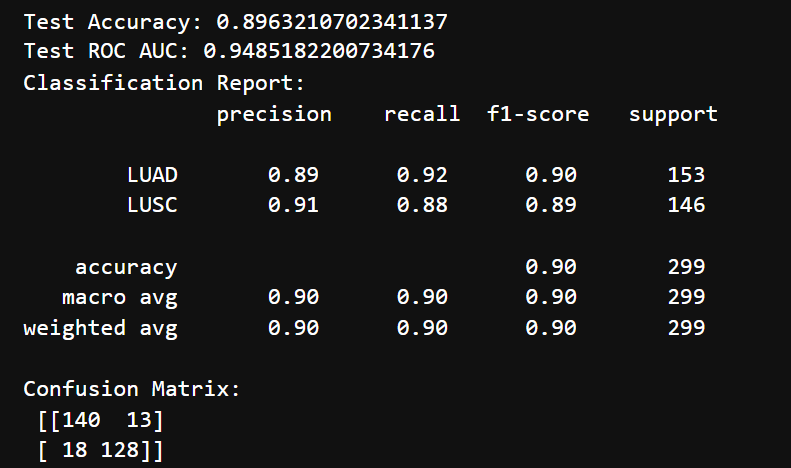 Test Accuracy: 0.8963210702341137
Test ROC AUC: 0.9485182200734176
Classification Report:
precision recall f1-score support
LUAD 0.89 0.92 0.90 153
LUSC 0.91 0.88 0.89 146
accuracy 0.90 299
macro avg 0.90 0.90 0.90 299
weighted avg 0.90 0.90 0.90 299
Confusion Matrix:
[[140 13]
[ 18 128]]